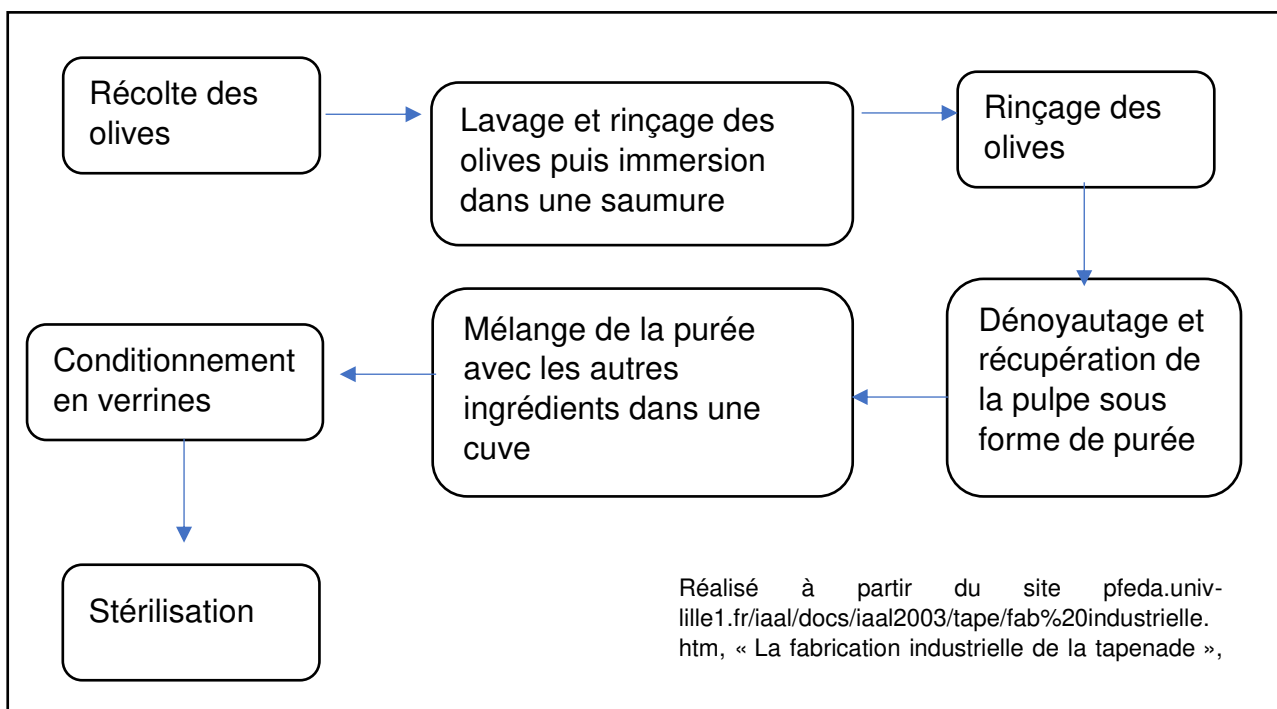 Récolte des
olives
Lavage et rinçage des
olives puis immersion
dans une saumure
Rinçage des
olives
Dénoyautage et
récupération de
la pulpe sous
forme de purée
Mélange de la purée
avec les autres
ingrédients dans une
cuve
Conditionnement
en verrines
Stérilisation
Réalisé à partir du site pfeda.univ-
lille1.fr/iaal/docs/iaal2003/tape/fab%20industrielle.
htm, « La fabrication industrielle de la tapenade »,